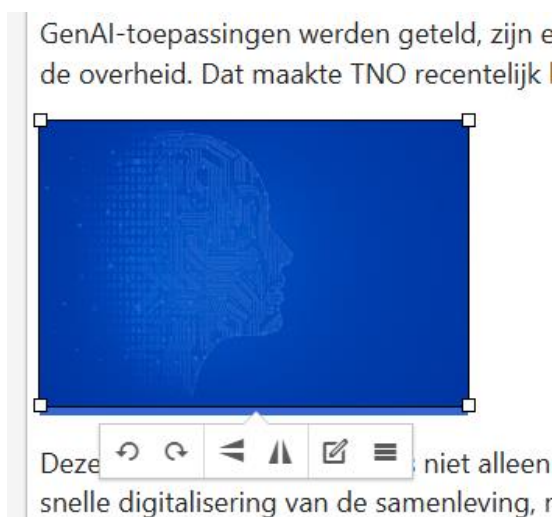 GenAI-toepassingen werden geteld, zijn e
de overheid. Dat maakte TNO recentelijk
Deze niet alleen
snelle digitalisering van de samenleving,